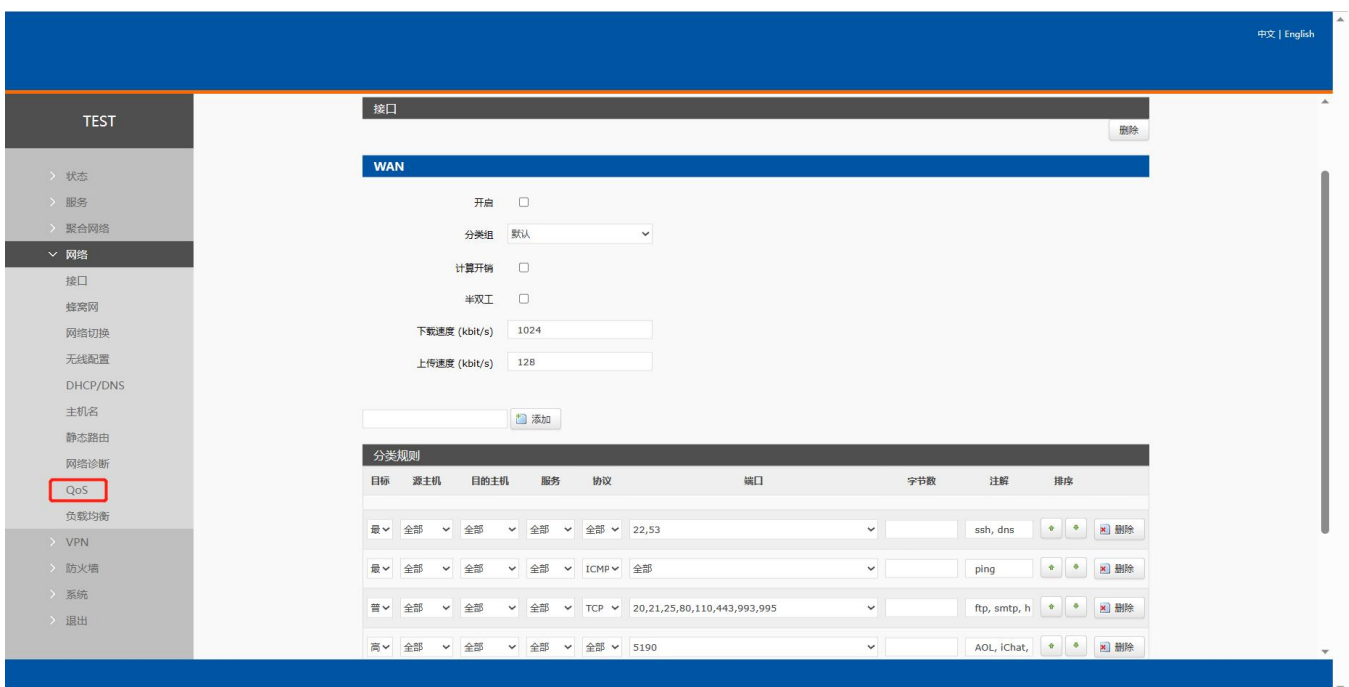 中文 | English
TEST
状态
服务
聚合网络
网络
接口
蜂窝网
网络切换
无线配置
DHCP/DNS
主机名
静态路由
网络诊断
QoS
负载均衡
VPN
防火墙
系统
退出
接口
删除
WAN
开启
分类组 默认
计算开销
半双工
下载速度 (kbit/s) 1024
上传速度 (kbit/s) 128
添加
分类规则
目标 源主机 目的主机 服务 协议 端口 字节数 注解 排序
最 全部 全部 全部 全部 22,53 ssh, dns 删除
最 全部 全部 全部 ICMP 全部 ping 删除
普 全部 全部 全部 TCP 20,21,25,80,110,443,993,995 ftp, smtp, h 删除
高 全部 全部 全部 全部 5190 AOL, iChat, 删除